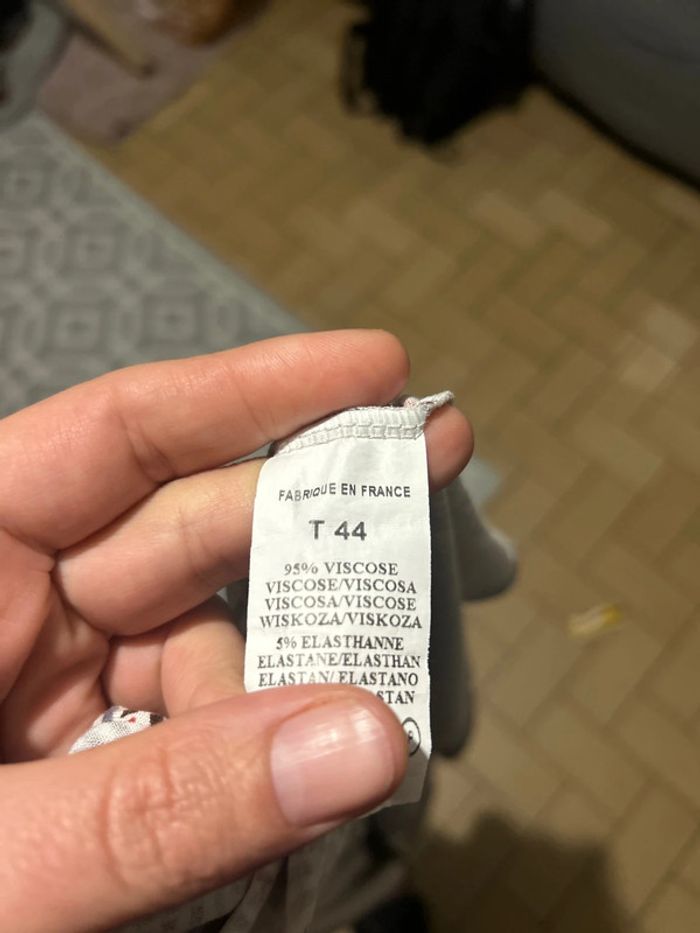 FABRIQUE EN FRANCE
T 44
95% VISCOSE
VISCOSE/VISCOSA
VISCOSA/VISCOSE
WISKOZA/VISKOZA
5% ELASTHANNE
ELASTANE/ELASTHAN
ELASTAN/ELASTANO